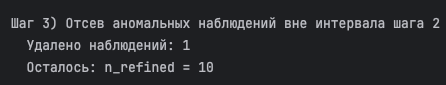 Шаг 3) Отсев аномальных наблюдений вне интервала шага 2
Удалено наблюдений: 1
Осталось: n_refined = 10